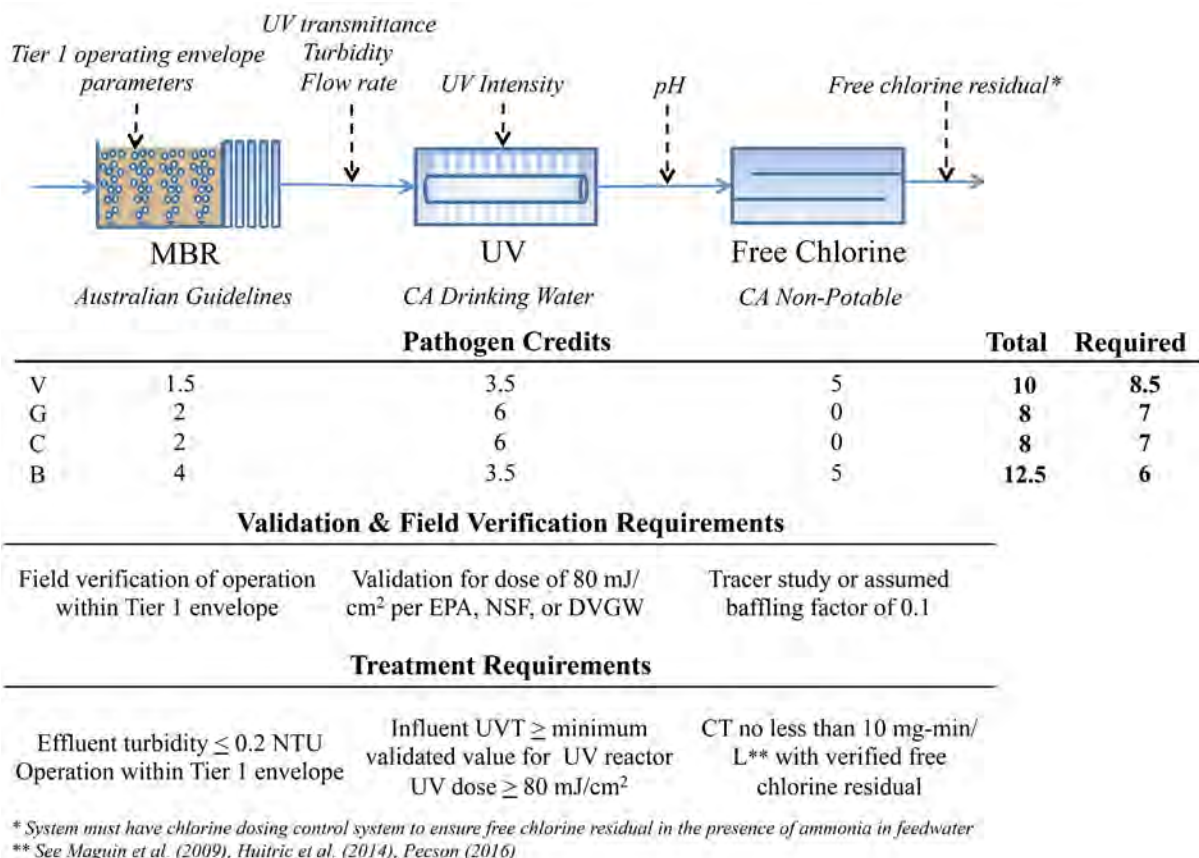 UV transmittance
Turbidity
Flow rate
Tier 1 operating envelope
parameters
UV Intensity
pH
Free chlorine residual*
MBR
UV
Free Chlorine
Australian Guidelines
CA Drinking Water
CA Non-Potable
Pathogen Credits Total Required
V 1.5 3.5 5 10 8.5
G 2 6 0 8 7
C 2 6 0 8 7
B 4 3.5 5 12.5 6
Validation & Field Verification Requirements
Field verification of operation
within Tier 1 envelope
Validation for dose of 80 mJ/
cm² per EPA, NSF, or DVGW
Tracer study or assumed
baffling factor of 0.1
Treatment Requirements
Effluent turbidity ≤ 0.2 NTU
Operation within Tier 1 envelope
Influent UVT ≥ minimum
validated value for UV reactor
UV dose ≥ 80 mJ/cm²
CT no less than 10 mg-min/
L** with verified free
chlorine residual
* System must have chlorine dosing control system to ensure free chlorine residual in the presence of ammonia in feedwater
** See Maguin et al. (2009), Huitric et al. (2014), Pecson (2016)